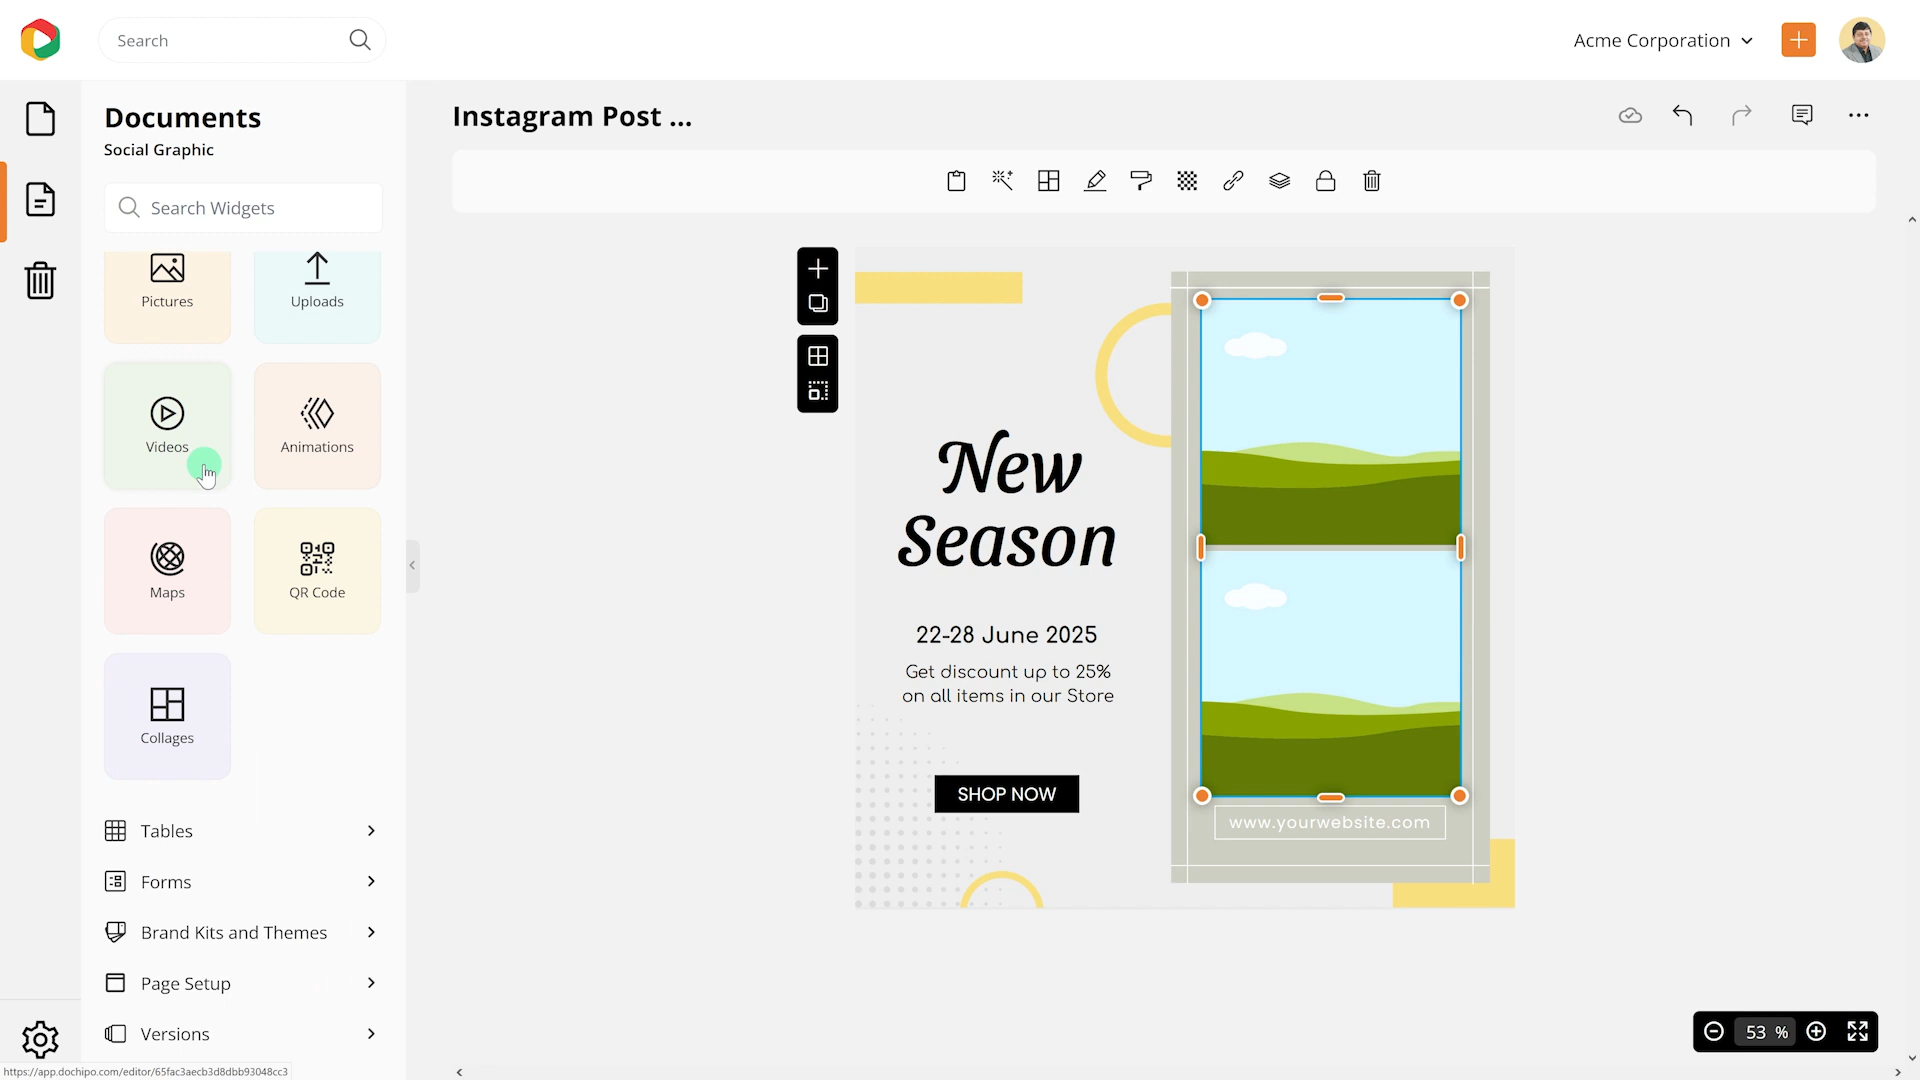 Search
Acme Corporation
Documents
Social Graphic
Instagram Post ...
Search Widgets
Pictures
Uploads
Videos
Animations
Maps
QR Code
Collages
Tables
Forms
Brand Kits and Themes
Page Setup
Versions
New
Season
22-28 June 2025
Get discount up to 25%
on all items in our Store
SHOP NOW
www.yourwebsite.com
53 %
https://app.dochipo.com/editor/65fac3aecb3d8dbb93048cc3